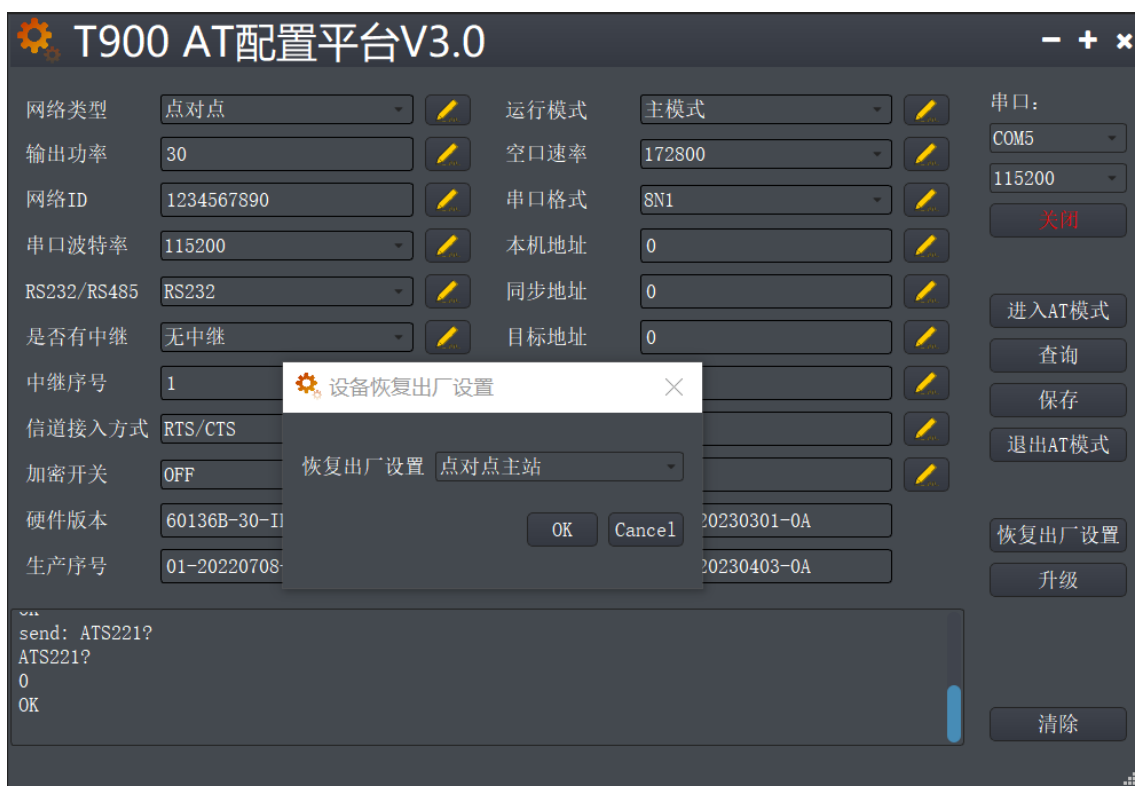 T900 AT配置平台V3.0
网络类型 点对点 运行模式 主模式
输出功率 30 空口速率 172800
网络ID 1234567890 串口格式 8N1
串口波特率 115200 本机地址 0
RS232/RS485 RS232 同步地址 0
是否有中继 无中继 目标地址 0
中继序号 1
信道接入方式 RTS/CTS
加密开关 OFF
硬件版本 60136B-30-I 20230301-0A
生产序号 01-20220708- 20230403-0A
设备恢复出厂设置
恢复出厂设置 点对点主站
OK Cancel
串口:
COM5
115200
关闭
进入AT模式
查询
保存
退出AT模式
恢复出厂设置
升级
清除
OK
send: ATS221?
ATS221?
0
OK